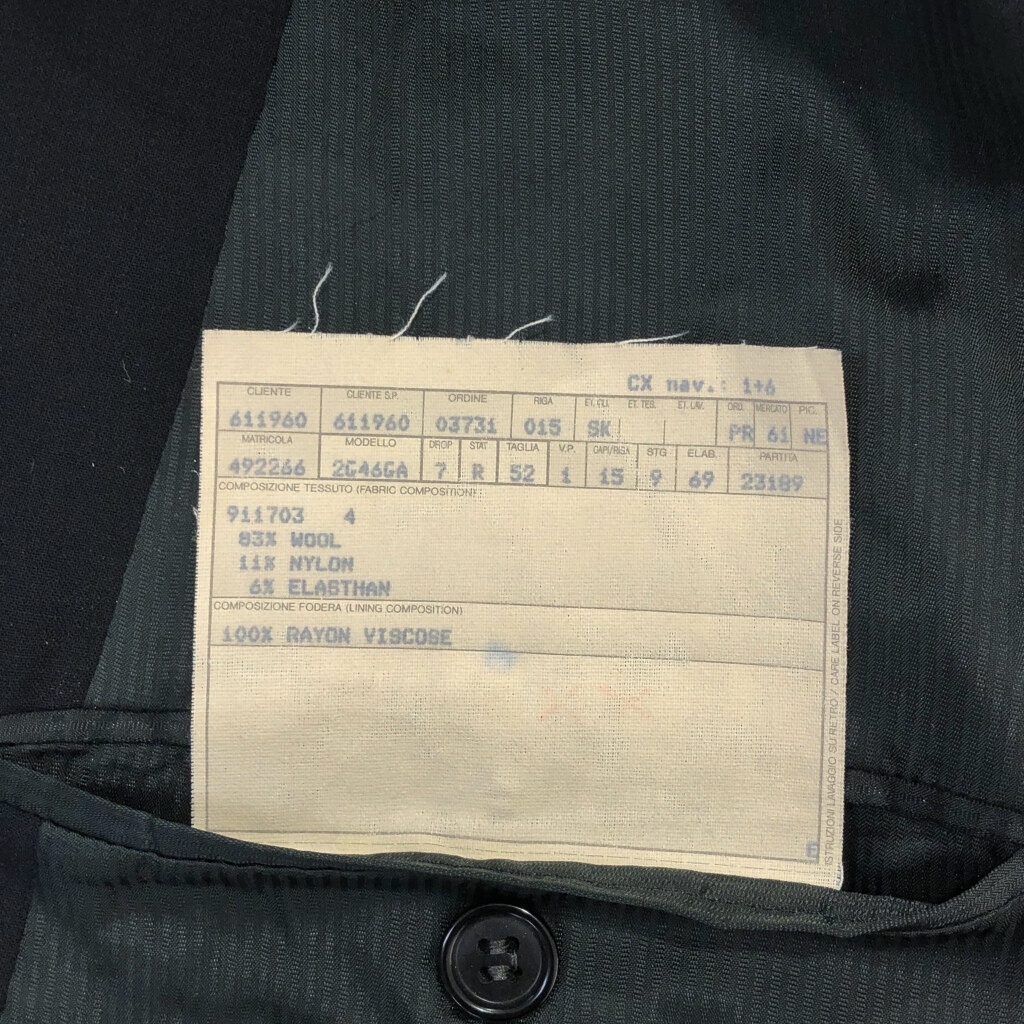 CX nav.: 1+6
CLIENTE CLIENTE S.P. ORDINE RIGA ET. CU. ET. TES. ET. LAV. ORD. MERCATO PIC.
611960 611960 03731 015 SK PR 61 NE
MATRICOLA MODELLO DROP STAT TAGLIA V.P. CAPI/RIGA STG ELAB. PARTITA
492266 2G46GA 7 R 52 1 15 9 69 23189
COMPOSIZIONE TESSUTO (FABRIC COMPOSITION):
911703 4
83% WOOL
11% NYLON
6% ELASTHAN
COMPOSIZIONE FODERA (LINING COMPOSITION)
100% RAYON VISCOSE
ISTRUZIONI LAVAGGIO SU RETRO / CARE LABEL ON REVERSE SIDE